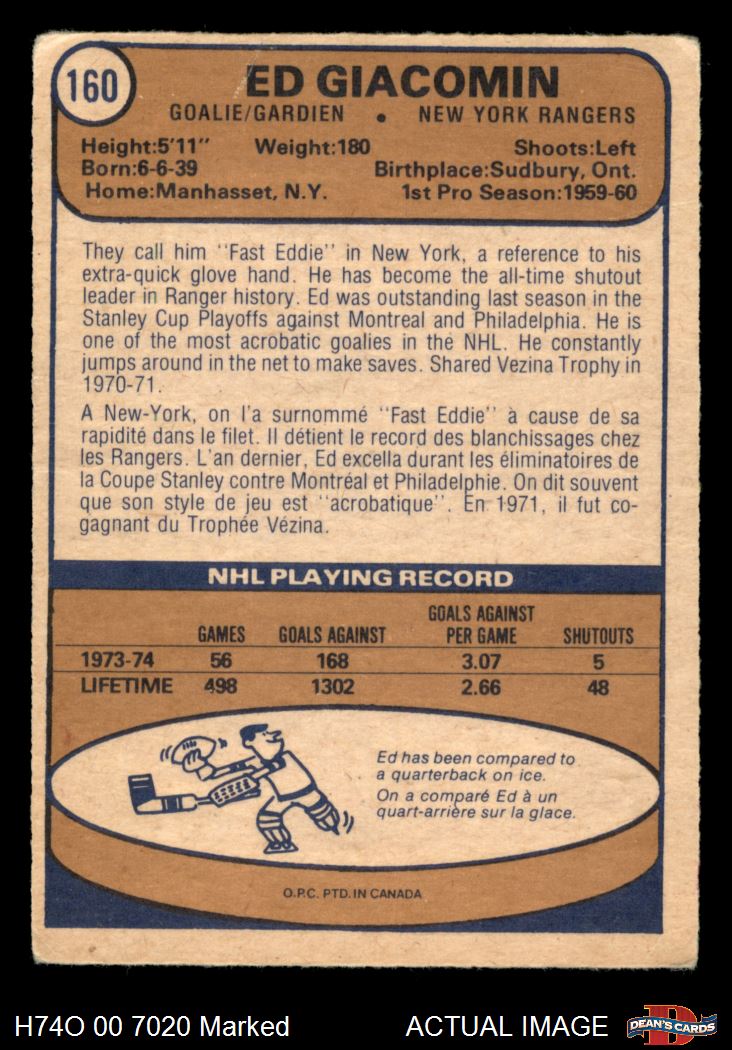 160
ED GIACOMIN
GOALIE/GARDIEN • NEW YORK RANGERS
Height:5'11" Weight:180 Shoots:Left
Born:6-6-39 Birthplace:Sudbury, Ont.
Home:Manhasset, N.Y. 1st Pro Season:1959-60
They call him "Fast Eddie" in New York, a reference to his
extra-quick glove hand. He has become the all-time shutout
leader in Ranger history. Ed was outstanding last season in the
Stanley Cup Playoffs against Montreal and Philadelphia. He is
one of the most acrobatic goalies in the NHL. He constantly
jumps around in the net to make saves. Shared Vezina Trophy in
1970-71.
A New-York, on l'a surnommé "Fast Eddie" à cause de sa
rapidité dans le filet. Il détient le record des blanchissages chez
les Rangers. L'an dernier, Ed excella durant les éliminatoires de
la Coupe Stanley contre Montréal et Philadelphie. On dit souvent
que son style de jeu est "acrobatique". En 1971, il fut co-
gagnant du Trophée Vézina.
NHL PLAYING RECORD
GAMES GOALS AGAINST GOALS AGAINST PER GAME SHUTOUTS
1973-74 56 168 3.07 5
LIFETIME 498 1302 2.66 48
Ed has been compared to
a quarterback on ice.
On a comparé Ed à un
quart-arrière sur la glace.
O.P.C. PTD. IN CANADA
H74O 00 7020 Marked ACTUAL IMAGE
D
DEAN'S CARDS